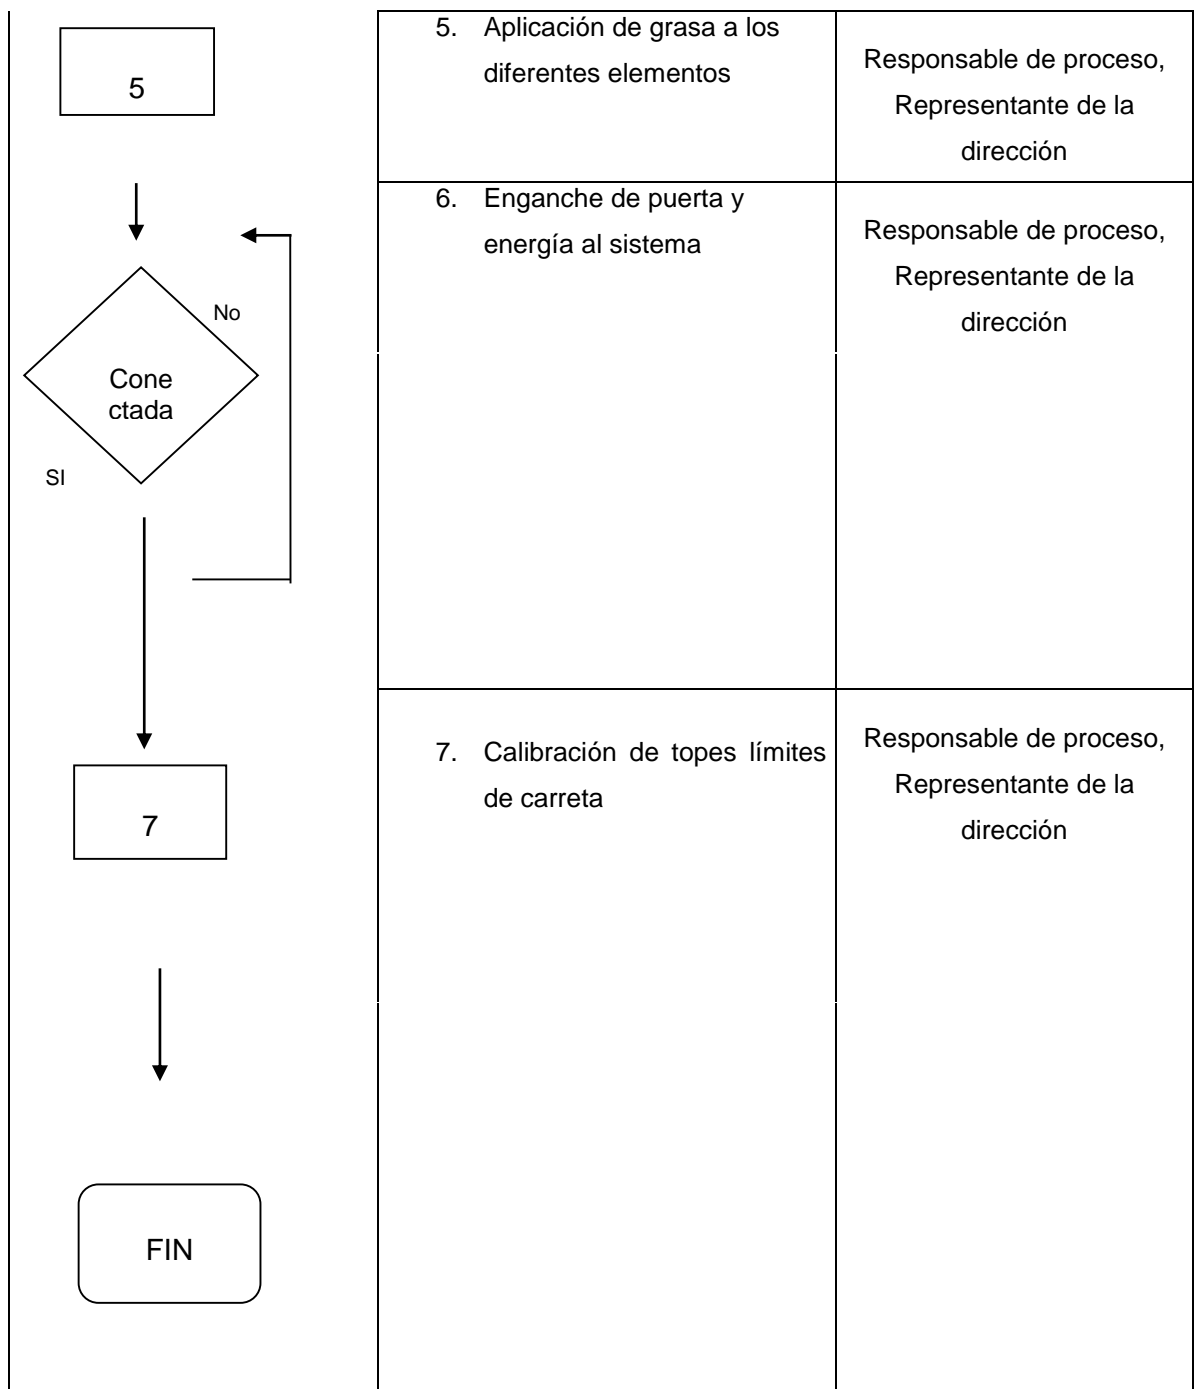 5
No
Cone
ctada
SI
7
FIN
5. Aplicación de grasa a los
diferentes elementos
Responsable de proceso,
Representante de la
dirección
6. Enganche de puerta y
energía al sistema
Responsable de proceso,
Representante de la
dirección
7. Calibración de topes límites
de carreta
Responsable de proceso,
Representante de la
dirección